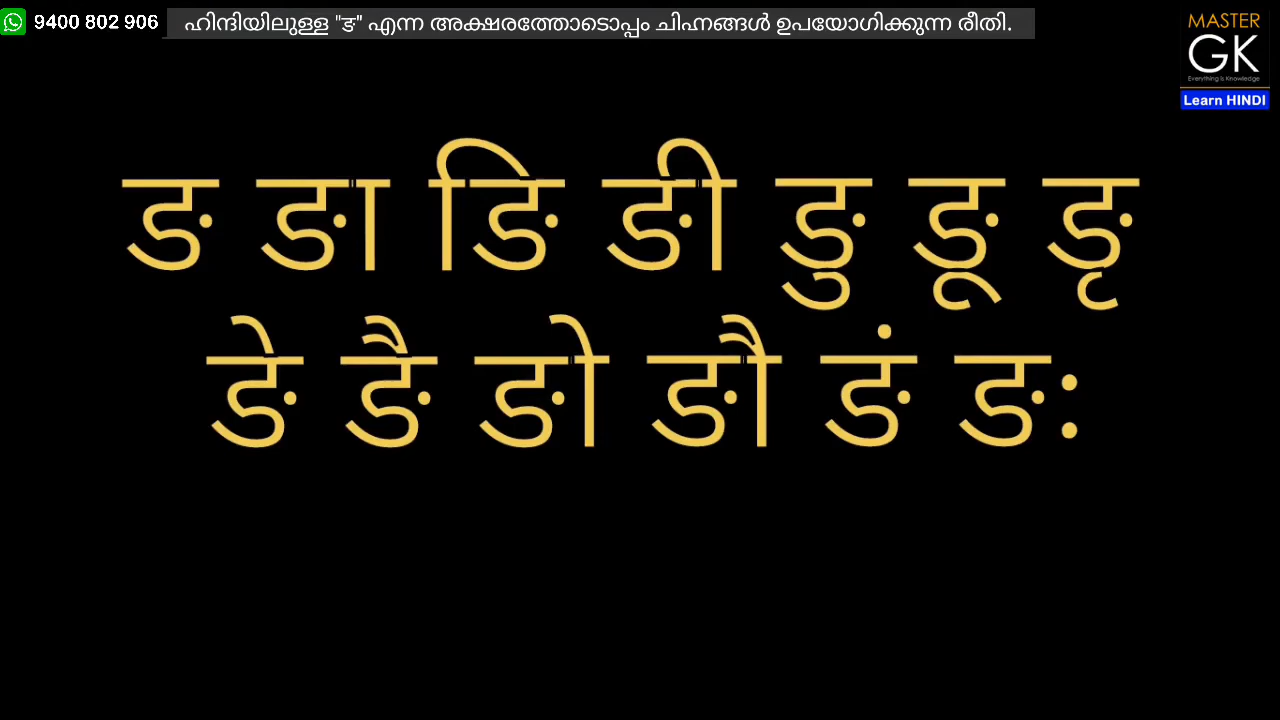 9400 802 906
ഹിന്ദിയിലുള്ള "ङ" എന്ന അക്ഷരത്തോടൊപ്പം ചിഹ്നങ്ങൾ ഉപയോഗിക്കുന്ന രീതി.
MASTER
GK
Everything is Knowledge
Learn HINDI
ङ ङा ङि ङी ङु ङू ङृ
ङे ङै ङो ङौ ङं ङः